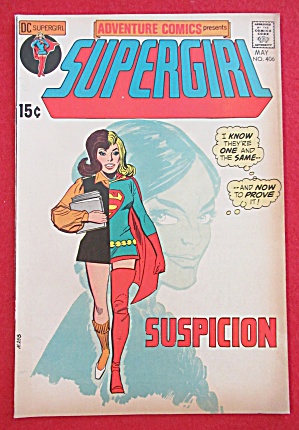 DC SUPERGIRL
ADVENTURE COMICS presents
SUPERGIRL
MAY
NO. 406
15¢
I KNOW
THEY'RE
ONE AND THE
SAME--
--AND NOW
TO PROVE
IT!
SUSPICION